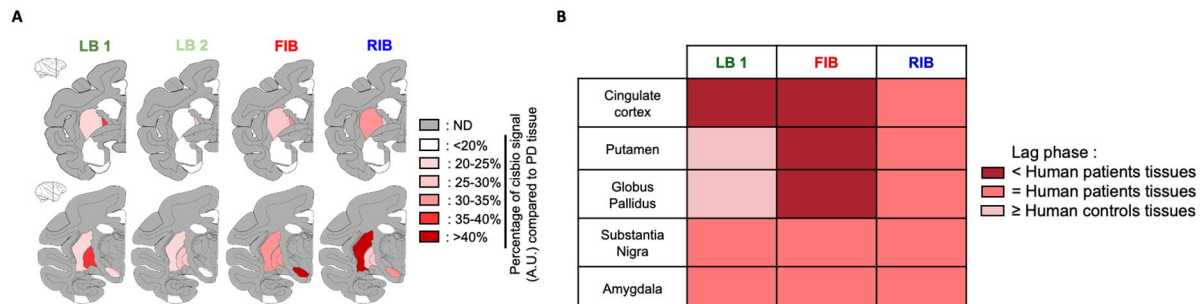 A
LB 1
LB 2
FIB
RIB
: ND
: <20%
: 20-25%
: 25-30%
: 30-35%
: 35-40%
: >40%
Percentage of cisbio signal
(A.U.) compared to PD tissue
B
LB 1
FIB
RIB
Cingulate
cortex
Putamen
Globus
Pallidus
Substantia
Nigra
Amygdala
Lag phase :
< Human patients tissues
= Human patients tissues
≥ Human controls tissues